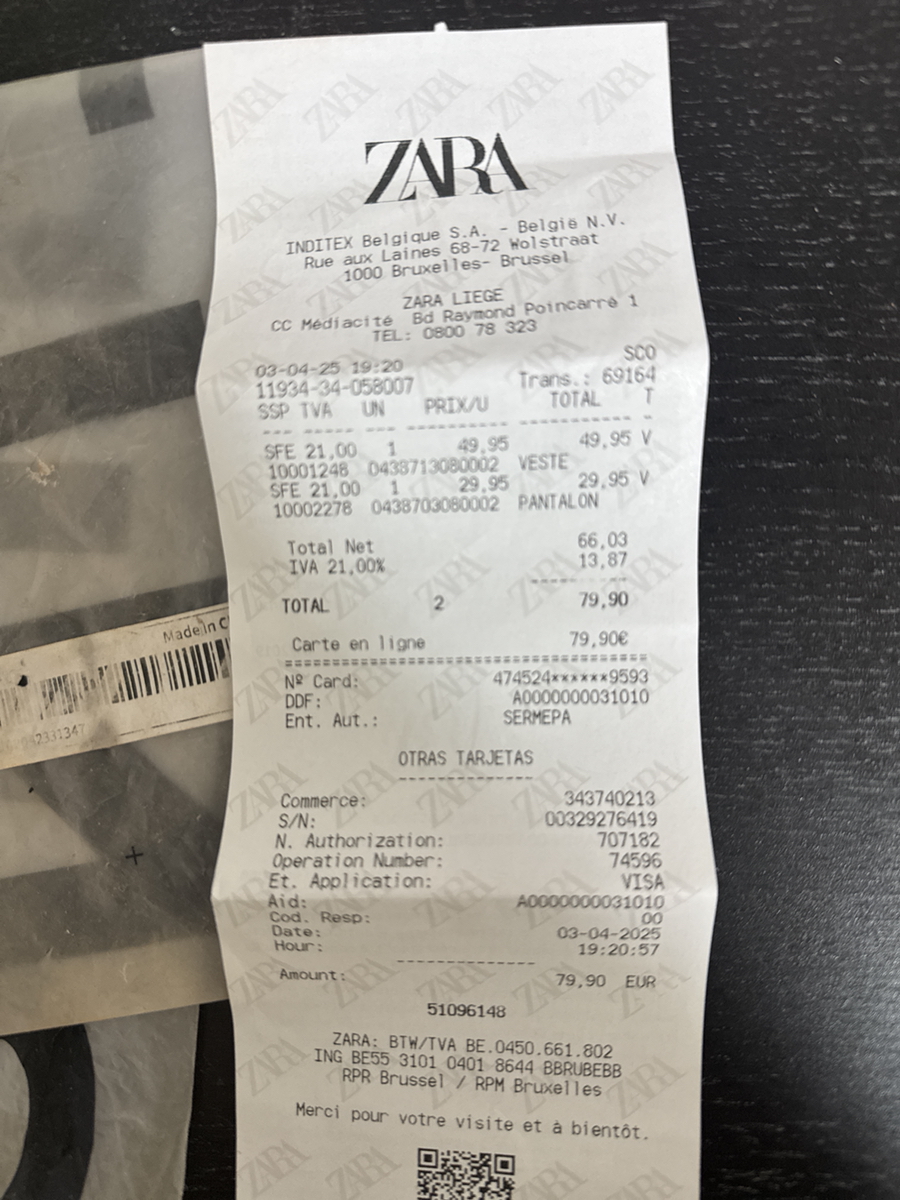 ZARA
INDITEX Belgique S.A. - België N.V.
Rue aux Laines 68-72 Wolstraat
1000 Bruxelles- Brussel
ZARA LIEGE
CC Médiacité Bd Raymond Poincarrè 1
TEL: 0800 78 323
SCO
03-04-25 19:20
11934-34-058007 Trans.: 69164
SSP TVA UN PRIX/U TOTAL T
SFE 21,00 1 49,95 49,95 V
10001248 0438713080002 VESTE
SFE 21,00 1 29,95 29,95 V
10002278 0438703080002 PANTALON
Total Net 66,03
IVA 21,00% 13,87
TOTAL 2 79,90
Carte en ligne 79,90€
Nº Card: 474524******9593
DDF: A0000000031010
Ent. Aut.: SERMEPA
OTRAS TARJETAS
Commerce: 343740213
S/N: 00329276419
N. Authorization: 707182
Operation Number: 74596
Et. Application: VISA
Aid: A0000000031010
Cod. Resp: 00
Date: 03-04-2025
Hour: 19:20:57
Amount: 79,90 EUR
51096148
ZARA: BTW/TVA BE.0450.661.802
ING BE55 3101 0401 8644 BBRUBEBB
RPR Brussel / RPM Bruxelles
Merci pour votre visite et à bientôt.
Made in